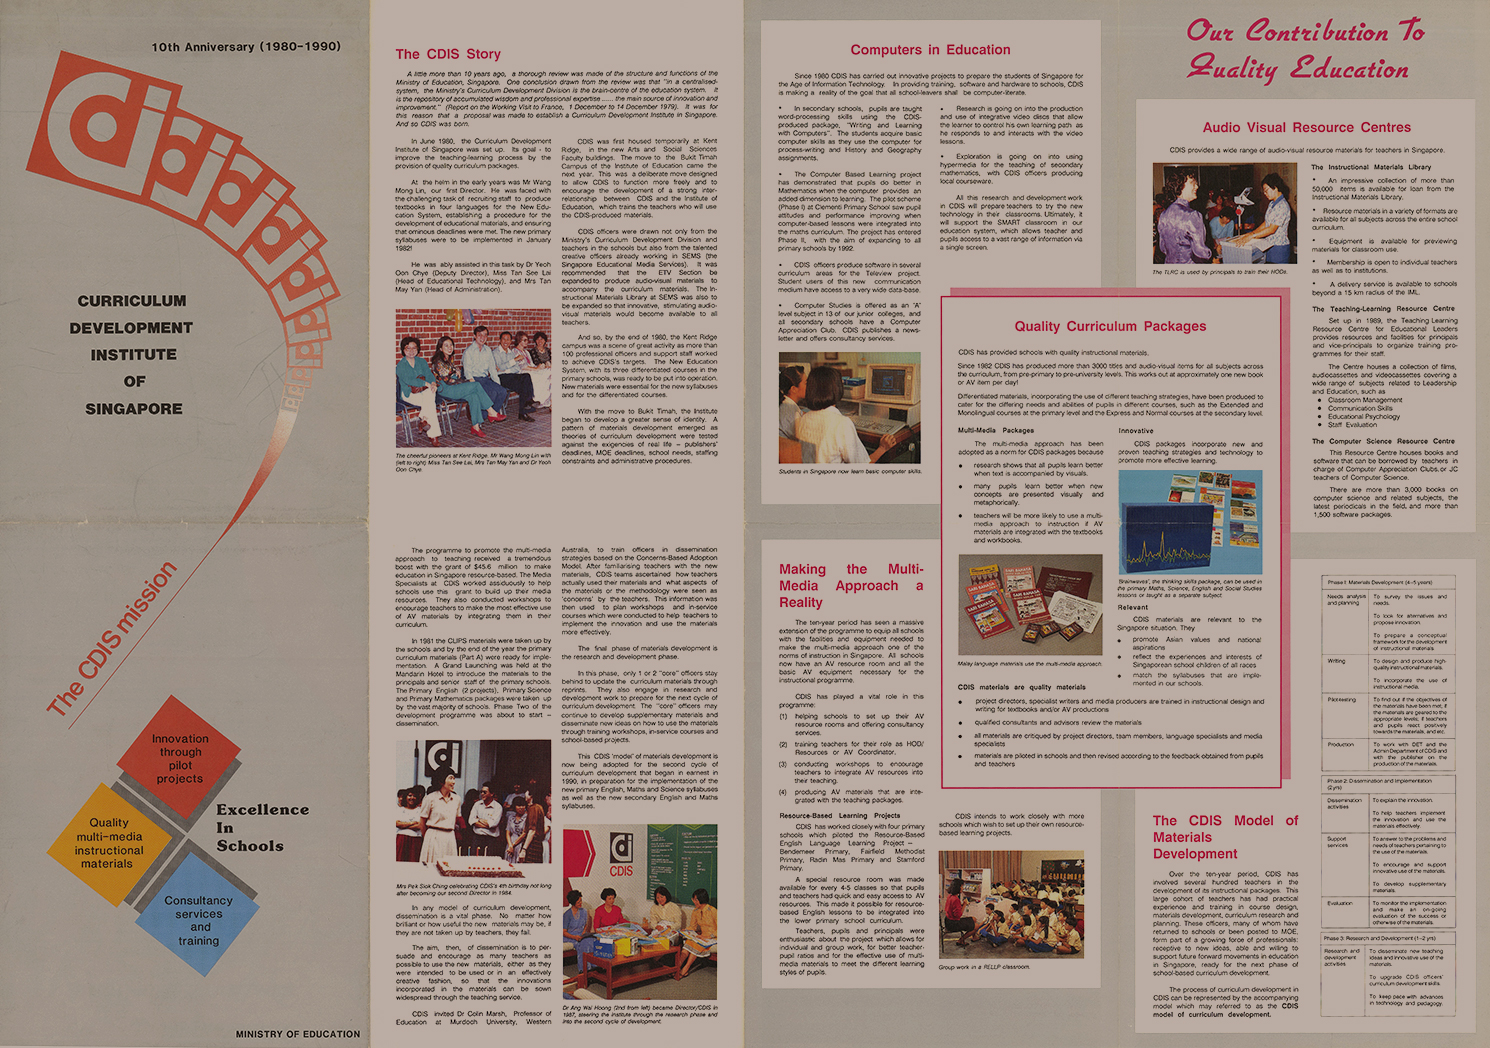 10th Anniversary (1980-1990)
CURRICULUM
DEVELOPMENT
INSTITUTE
OF
SINGAPORE
The CDIS mission
Innovation
through
pilot
projects
Quality
multi-media
instructional
materials
Excellence
In
Schools
Consultancy
services
and
training
MINISTRY OF EDUCATION
The CDIS Story
A little more than 10 years ago, a thorough review was made of the structure and functions of the
Ministry of Education, Singapore. One conclusion drawn from the review was that "in a centralised-
system, the Ministry's Curriculum Development Division is the brain-centre of the education system. It
is the repository of accumulated wisdom and professional expertise ...... the main source of innovation and
improvement." (Report on the Working Visit to France, 1 December to 14 December 1979). It was for
this reason that a proposal was made to establish a Curriculum Development Institute in Singapore.
And so CDIS was born.
In June 1980, the Curriculum Development
Institute of Singapore was set up. Its goal - to
improve the teaching-learning process by the
provision of quality curriculum packages.
At the helm in the early years was Mr Wang
Mong Lin, our first Director. He was faced with
the challenging task of recruiting staff to produce
textbooks in four languages for the New Edu-
cation System, establishing a procedure for the
development of educational materials, and ensuring
that ominous deadlines were met. The new primary
syllabuses were to be implemented in January
1982!
He was ably assisted in this task by Dr Yeoh
Oon Chye (Deputy Director), Miss Tan See Lai
(Head of Educational Technology), and Mrs Tan
May Yan (Head of Administration).
The cheerful pioneers at Kent Ridge: Mr Wang Mong Lin with
(left to right) Miss Tan See Lai, Mrs Tan May Yan and Dr Yeoh
Oon Chye.
CDIS was first housed temporarily at Kent
Ridge, in the new Arts and Social Sciences
Faculty buildings. The move to the Bukit Timah
Campus of the Institute of Education came the
next year. This was a deliberate move designed
to allow CDIS to function more freely and to
encourage the development of a strong inter-
relationship between CDIS and the Institute of
Education, which trains the teachers who will use
the CDIS-produced materials.
CDIS officers were drawn not only from the
Ministry's Curriculum Development Division and
teachers in the schools but also from the talented
creative officers already working in SEMS (the
Singapore Educational Media Services). It was
recommended that the ETV Section be
expanded to produce audio-visual materials to
accompany the curriculum materials. The In-
structional Materials Library at SEMS was also to
be expanded so that innovative, stimulating audio-
visual materials would become available to all
teachers.
And so, by the end of 1980, the Kent Ridge
campus was a scene of great activity as more than
100 professional officers and support staff worked
to achieve CDIS's targets. The New Education
System, with its three differentiated courses in the
primary schools, was ready to be put into operation.
New materials were essential for the new syllabuses
and for the differentiated courses.
With the move to Bukit Timah, the Institute
began to develop a greater sense of identity. A
pattern of materials development emerged as
theories of curriculum development were tested
against the exigencies of real life – publishers'
deadlines, MOE deadlines, school needs, staffing
constraints and administrative procedures.
The programme to promote the multi-media
approach to teaching received a tremendous
boost with the grant of $45.6 million to make
education in Singapore resource-based. The Media
Specialists at CDIS worked assiduously to help
schools use this grant to build up their media
resources. They also conducted workshops to
encourage teachers to make the most effective use
of AV materials by integrating them in their
curriculum.
In 1981 the CLIPS materials were taken up by
the schools and by the end of the year the primary
curriculum materials (Part A) were ready for imple-
mentation. A Grand Launching was held at the
Mandarin Hotel to introduce the materials to the
principals and senior staff of the primary schools.
The Primary English (2 projects), Primary Science
and Primary Mathematics packages were taken up
by the vast majority of schools. Phase Two of the
development programme was about to start –
dissemination.
Mrs Pek Siok Ching celebrating CDIS's 4th birthday not long
after becoming our second Director in 1984.
In any model of curriculum development,
dissemination is a vital phase. No matter how
brilliant or how useful the new materials may be, if
they are not taken up by teachers, they fail.
The aim, then, of dissemination is to per-
suade and encourage as many teachers as
possible to use the new materials, either as they
were intended to be used or in an effectively
creative fashion, so that the innovations
incorporated in the materials can be sown
widespread through the teaching service.
CDIS invited Dr Colin Marsh, Professor of
Education at Murdoch University, Western
Australia, to train officers in dissemination
strategies based on the Concerns-Based Adoption
Model. After familiarising teachers with the new
materials, CDIS teams ascertained how teachers
actually used their materials and what aspects of
the materials or the methodology were seen as
'concerns' by the teachers. This information was
then used to plan workshops and in-service
courses which were conducted to help teachers to
implement the innovation and use the materials
more effectively.
The final phase of materials development is
the research and development phase.
In this phase, only 1 or 2 "core" officers stay
behind to update the curriculum materials through
reprints. They also engage in research and
development work to prepare for the next cycle of
curriculum development. The "core" officers may
continue to develop supplementary materials and
disseminate new ideas on how to use the materials
through training workshops, in-service courses and
school-based projects.
This CDIS 'model' of materials development is
now being adopted for the second cycle of
curriculum development that began in earnest in
1990, in preparation for the implementation of the
new primary English, Maths and Science syllabuses
as well as the new secondary English and Maths
syllabuses.
CDIS
Dr Ang Wai Hoong (2nd from left) became Director/CDIS in
1987, steering the Institute through the research phase and
into the second cycle of development.
Computers in Education
Since 1980 CDIS has carried out innovative projects to prepare the students of Singapore for
the Age of Information Technology. In providing training, software and hardware to schools, CDIS
is making a reality of the goal that all school-leavers shall be computer-literate.
* In secondary schools, pupils are taught
word-processing skills using the CDIS-
produced package, "Writing and Learning
with Computers". The students acquire basic
computer skills as they use the computer for
process-writing and History and Geography
assignments.
* The Computer Based Learning project
has demonstrated that pupils do better in
Mathematics when the computer provides an
added dimension to learning. The pilot scheme
(Phase I) at Clementi Primary School saw pupil
attitudes and performance improving when
computer-based lessons were integrated into
the maths curriculum. The project has entered
Phase II, with the aim of expanding to all
primary schools by 1992.
* CDIS officers produce software in several
curriculum areas for the Teleview project.
Student users of this new communication
medium have access to a very wide data-base.
* Computer Studies is offered as an "A"
level subject in 13 of our junior colleges, and
all secondary schools have a Computer
Appreciation Club. CDIS publishes a news-
letter and offers consultancy services.
Students in Singapore now learn basic computer skills.
* Research is going on into the production
and use of integrative video discs that allow
the learner to control his own learning path as
he responds to and interacts with the video
lessons.
* Exploration is going on into using
hypermedia for the teaching of secondary
mathematics, with CDIS officers producing
local courseware.
All this research and development work
in CDIS will prepare teachers to try the new
technology in their classrooms. Ultimately, it
will support the SMART classroom in our
education system, which allows teacher and
pupils access to a vast range of information via
a single screen.
Making the Multi-
Media Approach a
Reality
The ten-year period has seen a massive
extension of the programme to equip all schools
with the facilities and equipment needed to
make the multi-media approach one of the
norms of instruction in Singapore. All schools
now have an AV resource room and all the
basic AV equipment necessary for the
instructional programme.
CDIS has played a vital role in this
programme:
(1) helping schools to set up their AV
resource rooms and offering consultancy
services.
(2) training teachers for their role as HOD/
Resources or AV Coordinator.
(3) conducting workshops to encourage
teachers to integrate AV resources into
their teaching.
(4) producing AV materials that are inte-
grated with the teaching packages.
Resource-Based Learning Projects
CDIS has worked closely with four primary
schools which piloted the Resource-Based
English Language Learning Project –
Bendemeer Primary, Fairfield Methodist
Primary, Radin Mas Primary and Stamford
Primary.
A special resource room was made
available for every 4-5 classes so that pupils
and teachers had quick and easy access to AV
resources. This made it possible for resource-
based English lessons to be integrated into
the lower primary school curriculum.
Teachers, pupils and principals were
enthusiastic about the project which allows for
individual and group work, for better teacher-
pupil ratios and for the effective use of multi-
media materials to meet the different learning
styles of pupils.
CDIS intends to work closely with more
schools which wish to set up their own resource-
based learning projects.
Group work in a RELLP classroom.
Quality Curriculum Packages
CDIS has provided schools with quality instructional materials.
Since 1982 CDIS has produced more than 3000 titles and audio-visual items for all subjects across
the curriculum, from pre-primary to pre-university levels. This works out at approximately one new book
or AV item per day!
Differentiated materials, incorporating the use of different teaching strategies, have been produced to
cater for the differing needs and abilities of pupils in different courses, such as the Extended and
Monolingual courses at the primary level and the Express and Normal courses at the secondary level.
Multi-Media Packages
The multi-media approach has been
adopted as a norm for CDIS packages because
● research shows that all pupils learn better
when text is accompanied by visuals.
● many pupils learn better when new
concepts are presented visually and
metaphorically.
● teachers will be more likely to use a multi-
media approach to instruction if AV
materials are integrated with the textbooks
and workbooks.
Malay language materials use the multi-media approach.
Innovative
CDIS packages incorporate new and
proven teaching strategies and technology to
promote more effective learning.
'Brainwaves', the thinking skills package, can be used in
the primary Maths, Science, English and Social Studies
lessons or taught as a separate subject.
Relevant
CDIS materials are relevant to the
Singapore situation. They
● promote Asian values and national
aspirations
● reflect the experiences and interests of
Singaporean school children of all races
● match the syllabuses that are imple-
mented in our schools.
CDIS materials are quality materials
● project directors, specialist writers and media producers are trained in instructional design and
writing for textbooks and/or AV productions
● qualified consultants and advisors review the materials
● all materials are critiqued by project directors, team members, language specialists and media
specialists
● materials are piloted in schools and then revised according to the feedback obtained from pupils
and teachers
Our Contribution To
Quality Education
Audio Visual Resource Centres
CDIS provides a wide range of audio-visual resource materials for teachers in Singapore.
The TLRC is used by principals to train their HODs.
The Instructional Materials Library
* An impressive collection of more than
50,000 items is available for loan from the
Instructional Materials Library.
* Resource materials in a variety of formats are
available for all subjects across the entire school
curriculum.
* Equipment is available for previewing
materials for classroom use.
* Membership is open to individual teachers
as well as to institutions.
* A delivery service is available to schools
beyond a 15 km radius of the IML.
The Teaching-Learning Resource Centre
Set up in 1989, the Teaching Learning
Resource Centre for Educational Leaders
provides resources and facilities for principals
and vice-principals to organize training pro-
grammes for their staff.
The Centre houses a collection of films,
audiocassettes and videocassettes covering a
wide range of subjects related to Leadership
and Education, such as
● Classroom Management
● Communication Skills
● Educational Psychology
● Staff Evaluation
The Computer Science Resource Centre
This Resource Centre houses books and
software that can be borrowed by teachers in
charge of Computer Appreciation Clubs, or JC
teachers of Computer Science.
There are more than 3,000 books on
computer science and related subjects, the
latest periodicals in the field, and more than
1,500 software packages.
The CDIS Model of
Materials
Development
Over the ten-year period, CDIS has
involved several hundred teachers in the
development of its instructional packages. This
large cohort of teachers has had practical
experience and training in course design,
materials development, curriculum research and
planning. These officers, many of whom have
returned to schools or been posted to MOE,
form part of a growing force of professionals:
receptive to new ideas, able and willing to
support future forward movements in education
in Singapore, ready for the next phase of
school-based curriculum development.
The process of curriculum development in
CDIS can be represented by the accompanying
model which may referred to as the CDIS
model of curriculum development.
Phase 1: Materials Development (4-5 years)
Needs analysis
and planning
To survey the issues and
needs.
To look for alternatives and
propose innovation.
To prepare a conceptual
framework for the development
of instructional materials.
Writing
To design and produce high-
quality instructional materials.
To incorporate the use of
instructional media.
Pilot-testing
To find out if the objectives of
the materials have been met, if
the materials are geared to the
appropriate levels, if teachers
and pupils react positively
towards the materials, and etc.
Production
To work with DET and the
Admin Department of CDIS and
with the publisher on the
production of the materials.
Phase 2: Dissemination and Implementation
(2 yrs)
Dissemination
activities
To explain the innovation.
To help teachers implement
the innovation and use the
materials effectively.
Support
services
To answer to the problems and
needs of teachers pertaining to
the use of the materials.
To encourage and support
innovative use of the materials.
To develop supplementary
materials.
Evaluation
To monitor the implementation
and make an on-going
evaluation of the success or
otherwise of the materials.
Phase 3: Research and Development (1-2 yrs)
Research and
development
activities
To disseminate new teaching
ideas and innovative use of the
materials.
To upgrade CDIS officers'
curriculum development skills.
To keep pace with advances
in technology and pedagogy.